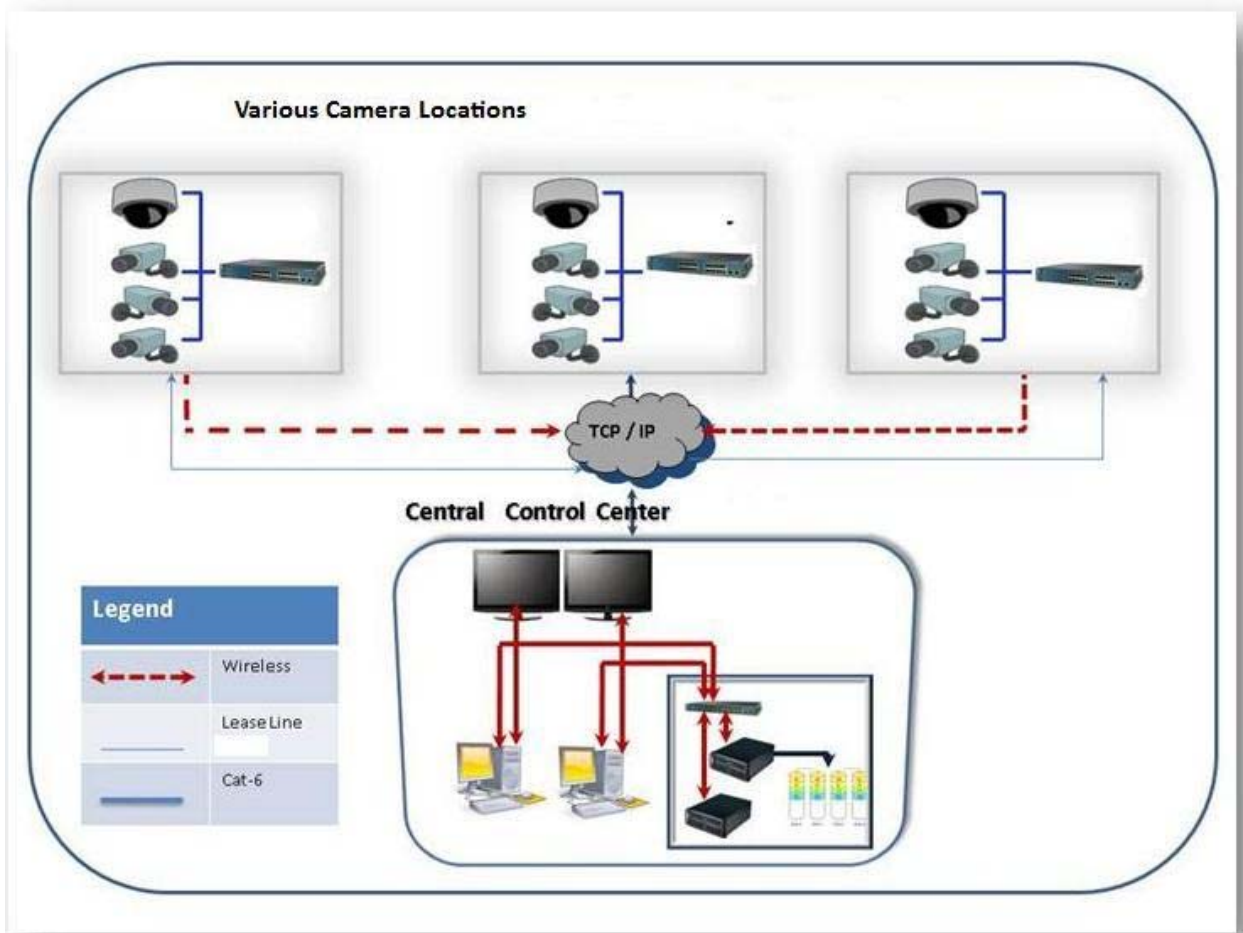 Various Camera Locations
TCP / IP
Central Control Center
Legend
Wireless
Lease Line
Cat-6